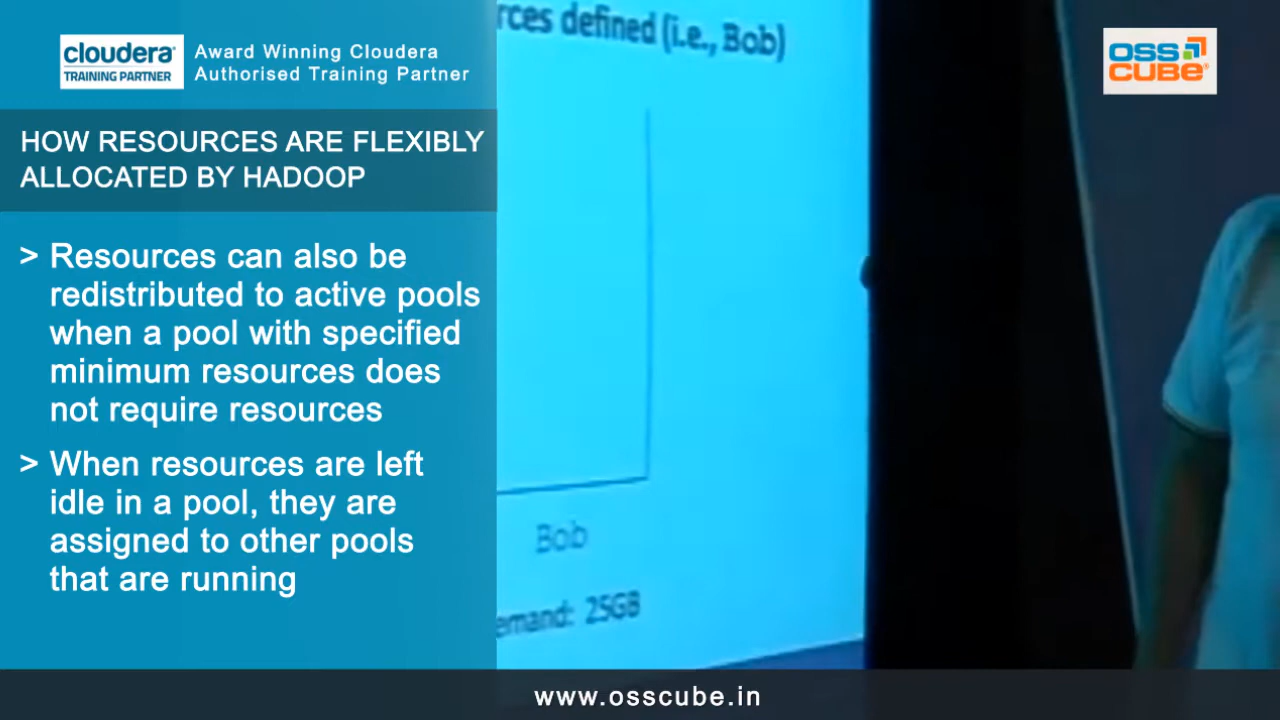 cloudera
TRAINING PARTNER
Award Winning Cloudera
Authorised Training Partner
OSS
CUBE
HOW RESOURCES ARE FLEXIBLY
ALLOCATED BY HADOOP
> Resources can also be
redistributed to active pools
when a pool with specified
minimum resources does
not require resources
> When resources are left
idle in a pool, they are
assigned to other pools
that are running
defined (i.e., Bob)
Bob
25GB
www.osscube.in